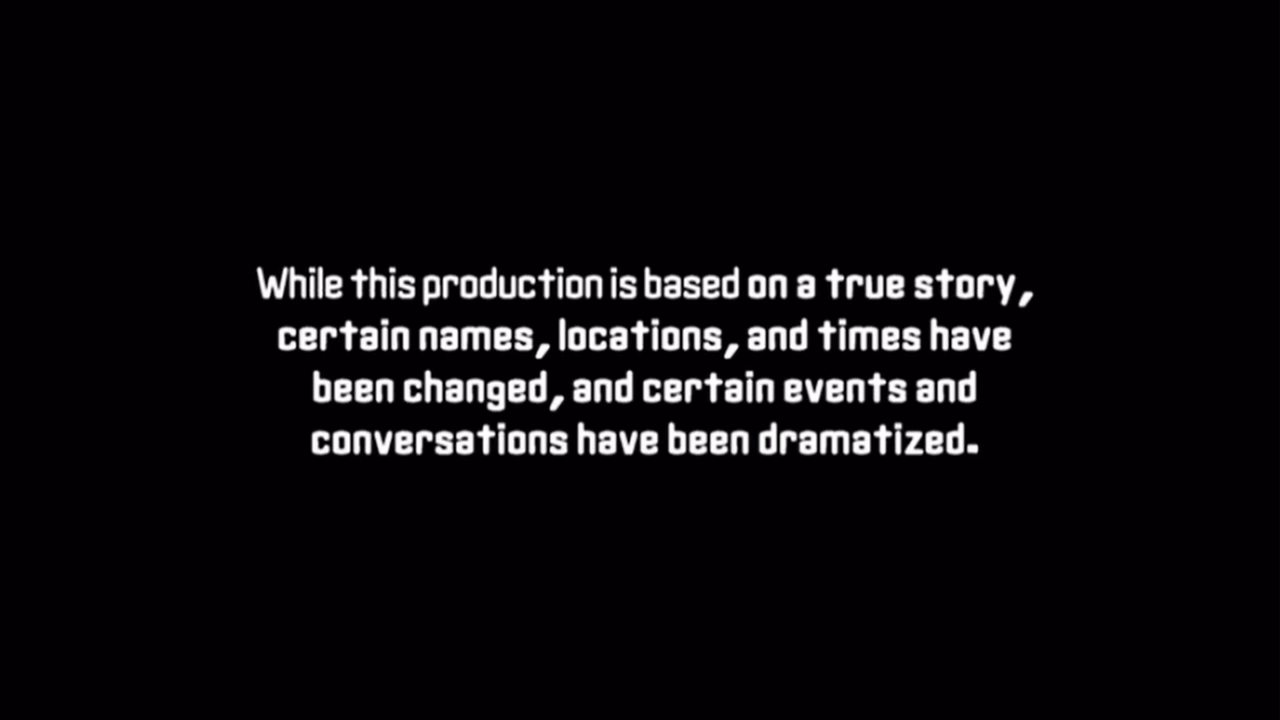 While this production is based on a true story,
certain names, locations, and times have
been changed, and certain events and
conversations have been dramatized.